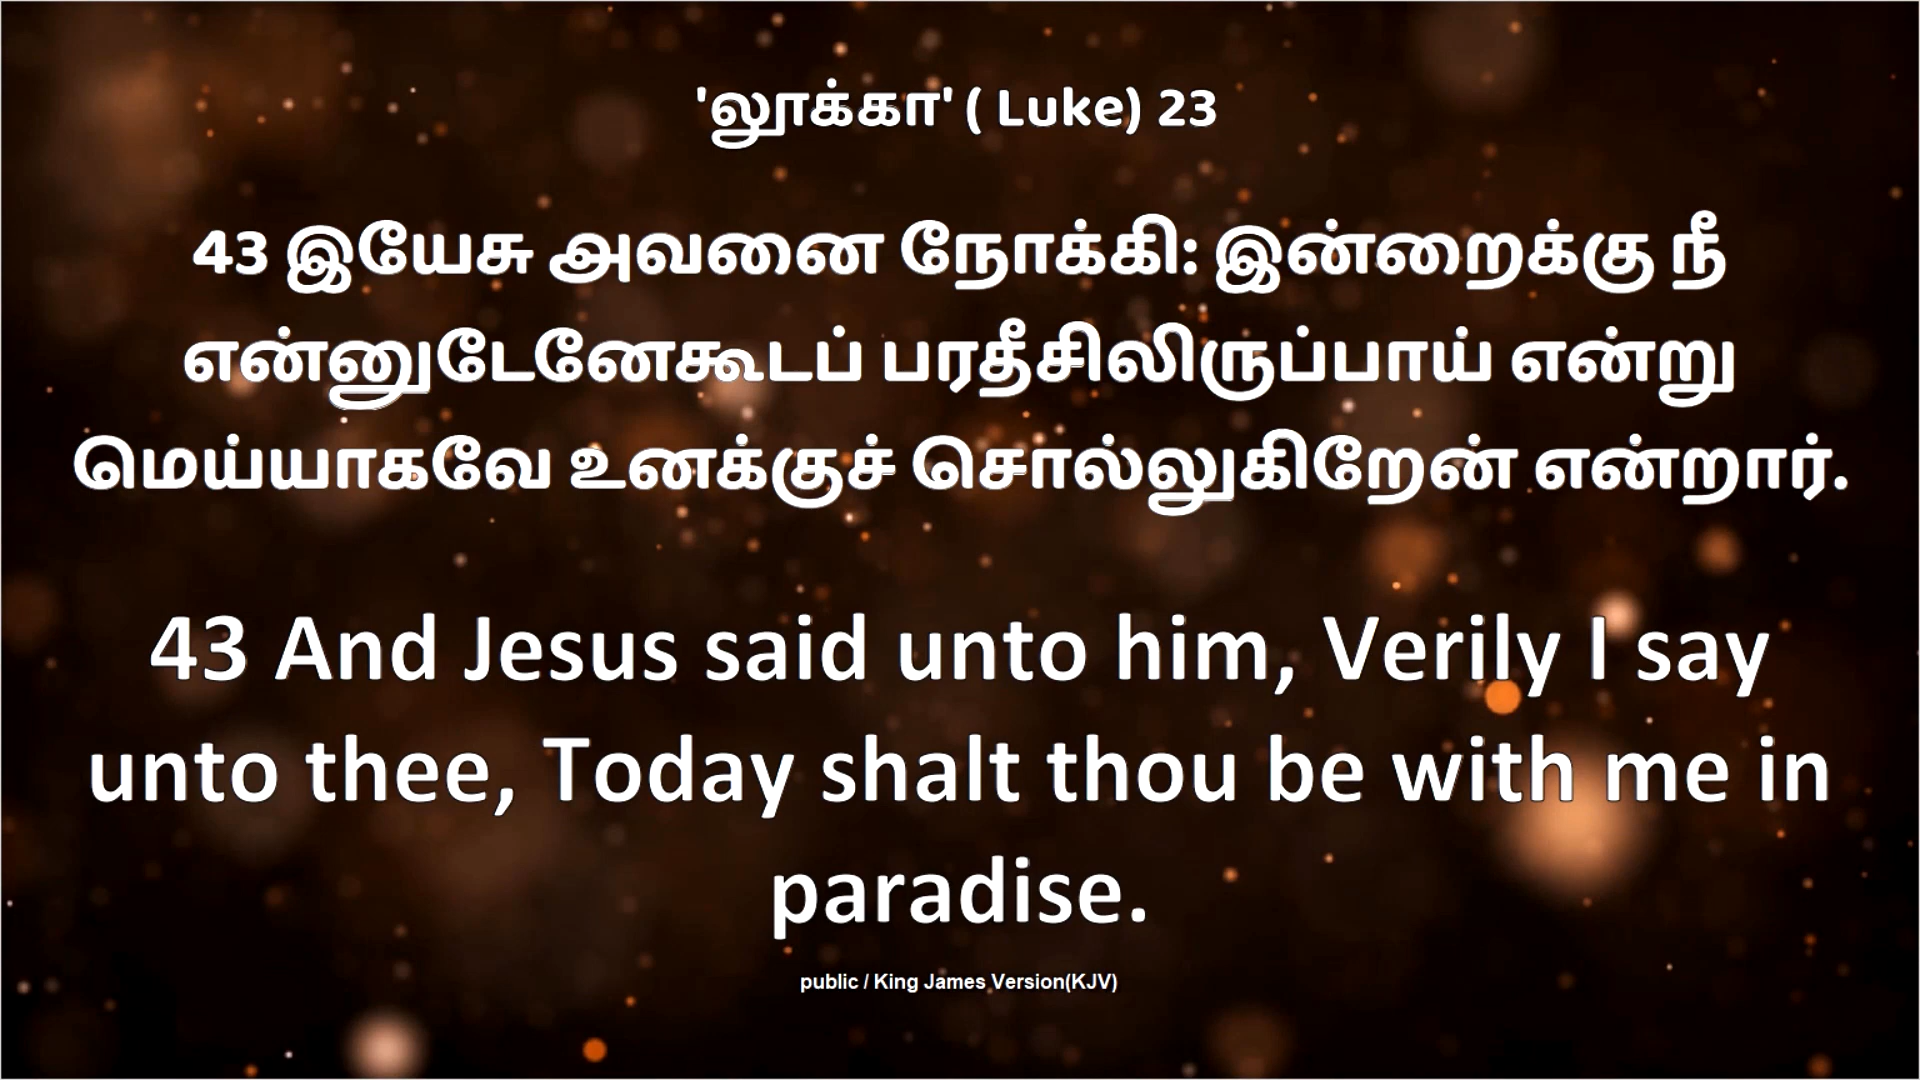 'லூக்கா' ( Luke) 23
43 இயேசு அவனை நோக்கி: இன்றைக்கு நீ
என்னுடேனேகூடப் பரதீசிலிருப்பாய் என்று
மெய்யாகவே உனக்குச் சொல்லுகிறேன் என்றார்.
43 And Jesus said unto him, Verily I say
unto thee, Today shalt thou be with me in
paradise.
public / King James Version(KJV)